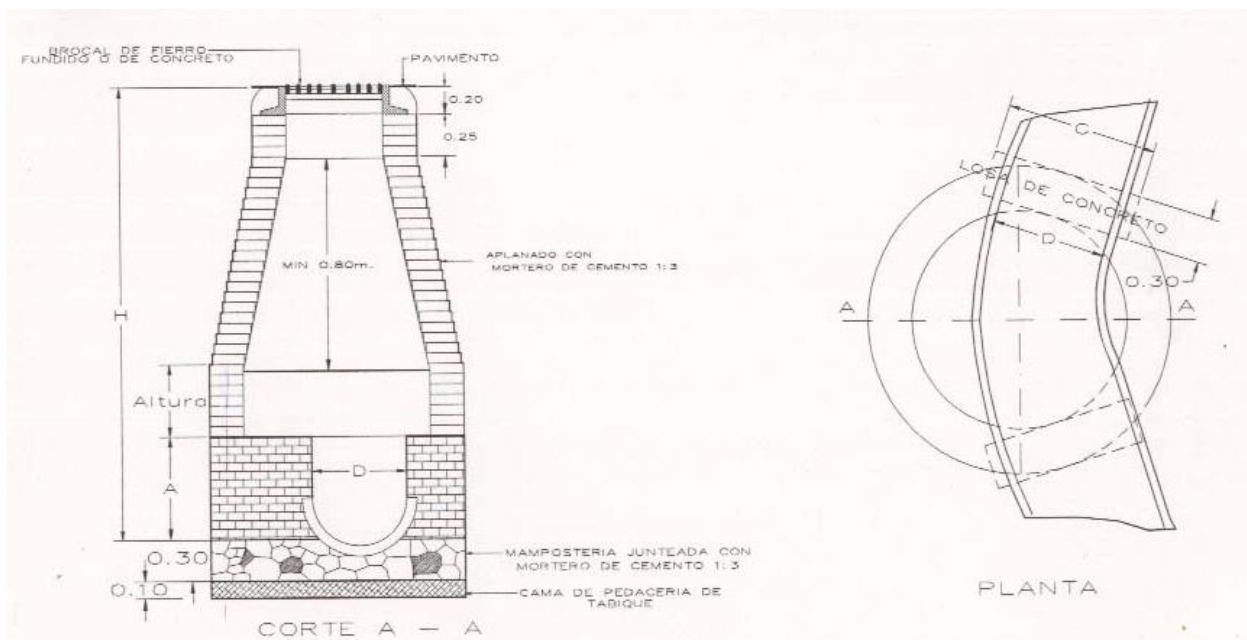 BROCAL DE FIERRO
FUNDIDO O DE CONCRETO
PAVIMENTO
0.20
0.25
MIN 0.80m.
APLANADO CON
MORTERO DE CEMENTO 1:3
H
Altura
A
D
0.30
0.10
MAMPOSTERIA JUNTEADA CON
MORTERO DE CEMENTO 1:3
CAMA DE PEDACERIA DE
TABIQUE
CORTE A - A
C
LOSA DE CONCRETO
D
0.30
A
A
PLANTA